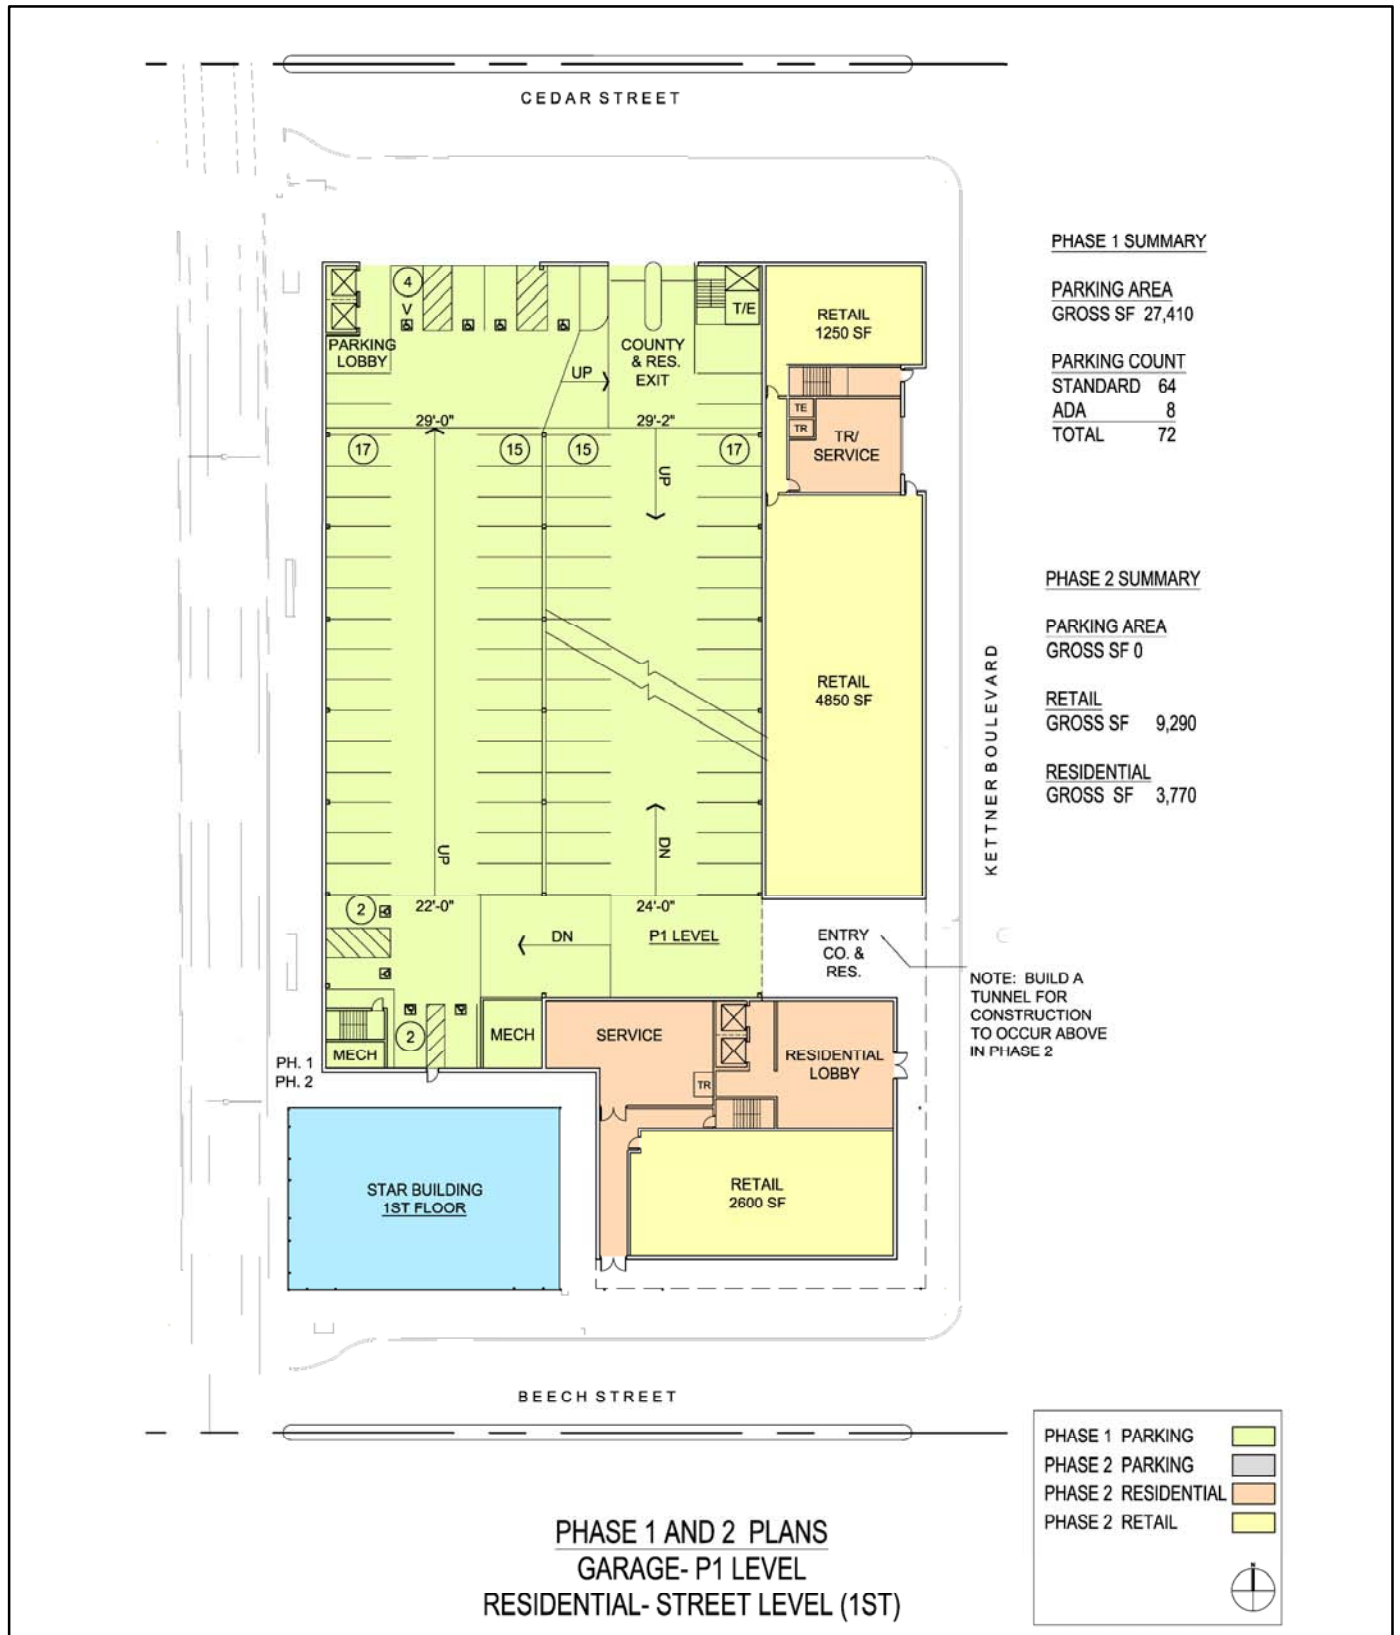 CEDAR STREET
4
V
PARKING
LOBBY
UP
COUNTY
& RES.
EXIT
T/E
RETAIL
1250 SF
TE
TR
TR/
SERVICE
29'-0"
29'-2"
17
15
15
17
UP
RETAIL
4850 SF
UP
DN
2
22'-0"
24'-0"
DN
P1 LEVEL
ENTRY
CO. &
RES.
KETTNER BOULEVARD
NOTE: BUILD A
TUNNEL FOR
CONSTRUCTION
TO OCCUR ABOVE
IN PHASE 2
MECH
2
MECH
SERVICE
TR
RESIDENTIAL
LOBBY
PH. 1
PH. 2
STAR BUILDING
1ST FLOOR
RETAIL
2600 SF
BEECH STREET
PHASE 1 SUMMARY
PARKING AREA
GROSS SF 27,410
PARKING COUNT
STANDARD 64
ADA 8
TOTAL 72
PHASE 2 SUMMARY
PARKING AREA
GROSS SF 0
RETAIL
GROSS SF 9,290
RESIDENTIAL
GROSS SF 3,770
PHASE 1 PARKING
PHASE 2 PARKING
PHASE 2 RESIDENTIAL
PHASE 2 RETAIL
N
PHASE 1 AND 2 PLANS
GARAGE- P1 LEVEL
RESIDENTIAL- STREET LEVEL (1ST)